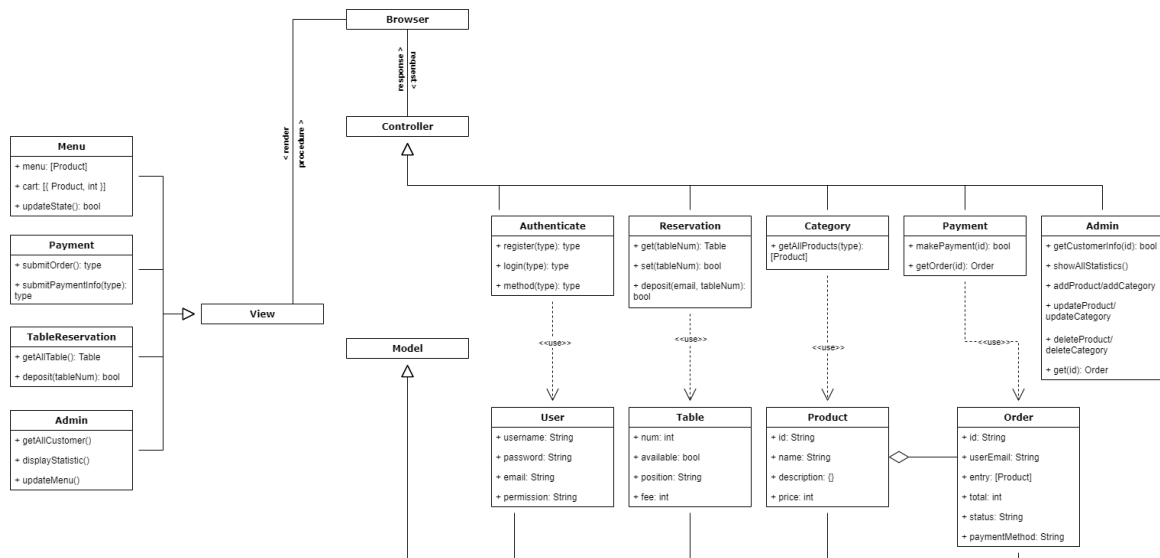 Browser
< response
request >
< render
procedure >
Controller
Menu
+ menu: [Product]
+ cart: [{ Product, int }]
+ updateState(): bool
Payment
+ submitOrder(): type
+ submitPaymentInfo(type):
type
TableReservation
+ getAllTable(): Table
+ deposit(tableNum): bool
Admin
+ getAllCustomer()
+ displayStatistic()
+ updateMenu()
View
Model
Authenticate
+ register(type): type
+ login(type): type
+ method(type): type
Reservation
+ get(tableNum): Table
+ set(tableNum): bool
+ deposit(email, tableNum):
bool
Category
+ getAllProducts(type):
[Product]
Payment
+ makePayment(id): bool
+ getOrder(id): Order
Admin
+ getCustomerInfo(id): bool
+ showAllStatistics()
+ addProduct/addCategory
+ updateProduct/
updateCategory
+ deleteProduct/
deleteCategory
+ get(id): Order
<<use>>
<<use>>
<<use>>
<<use>>
User
+ username: String
+ password: String
+ email: String
+ permission: String
Table
+ num: int
+ available: bool
+ position: String
+ fee: int
Product
+ id: String
+ name: String
+ description: {}
+ price: int
Order
+ id: String
+ userEmail: String
+ entry: [Product]
+ total: int
+ status: String
+ paymentMethod: String